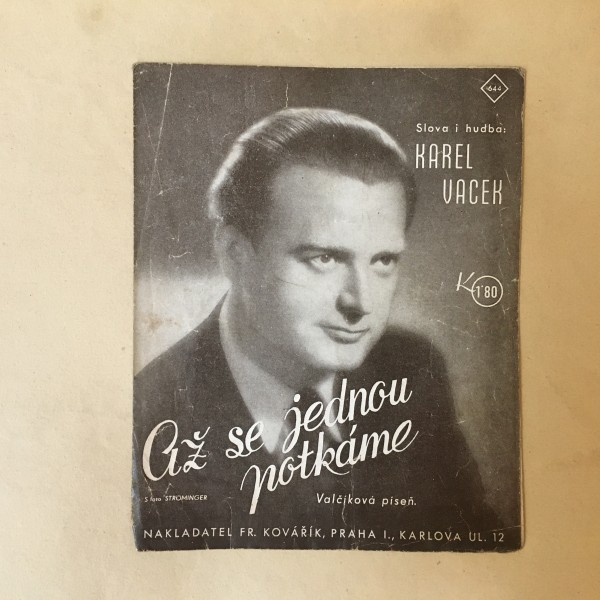 644
Slova i hudba:
KAREL
VACEK
K 1·80
Až se jednou
potkáme
S foto. STROMINGER
Valčíková píseň.
NAKLADATEL FR. KOVÁŘÍK, PRAHA I., KARLOVA UL. 12